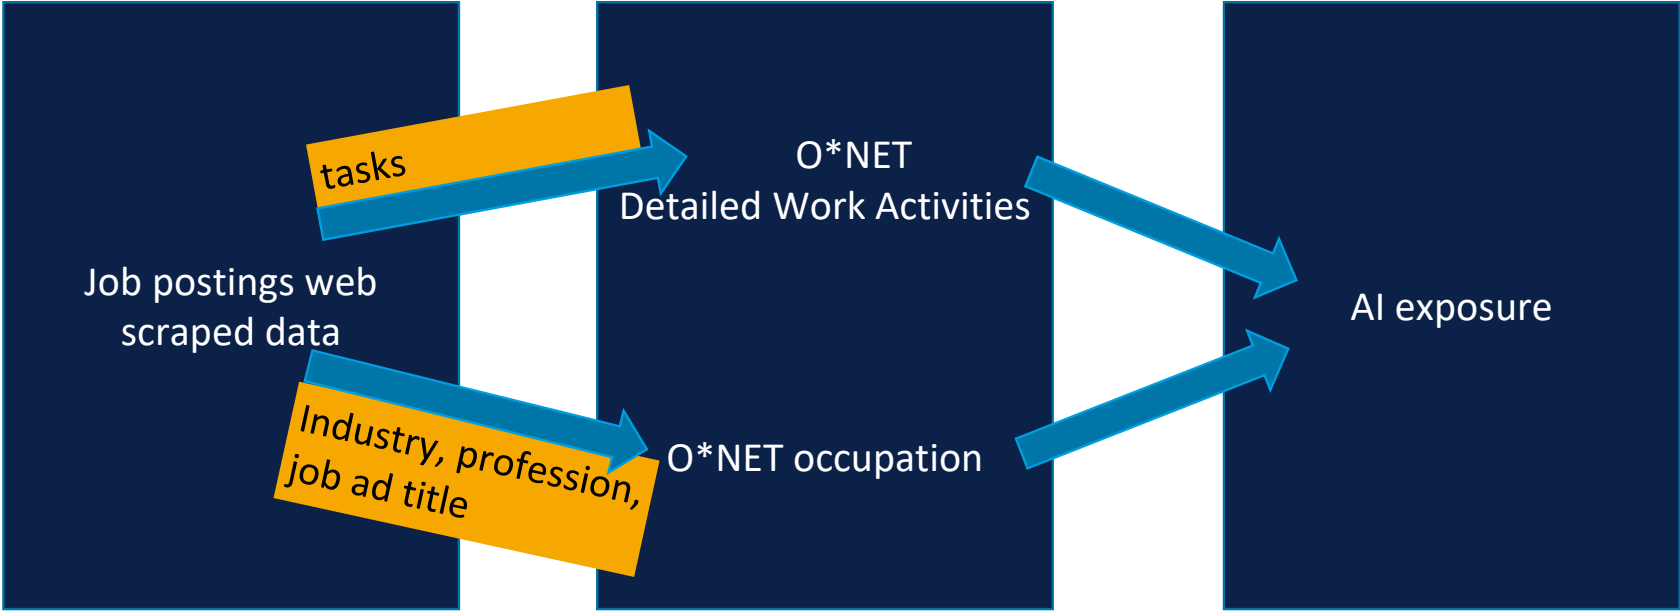 Job postings web
scraped data
tasks
Industry, profession,
job ad title
O*NET
Detailed Work Activities
O*NET occupation
AI exposure